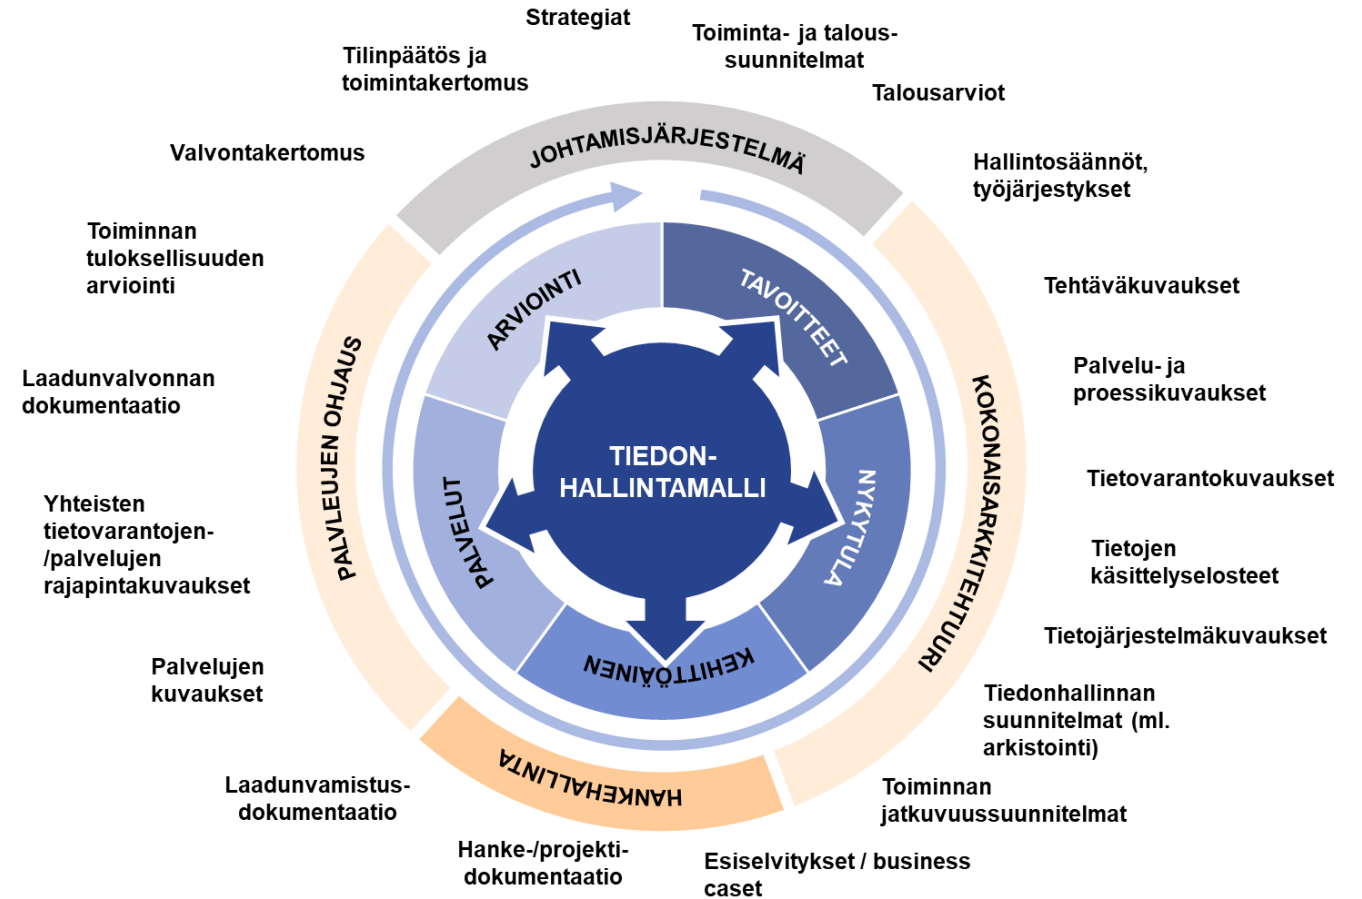 Strategiat
Toiminta- ja talous-
suunnitelmat
Talousarviot
Hallintosäännöt,
työjärjestykset
Tehtäväkuvaukset
Palvelu- ja
proessikuvaukset
Tietovarantokuvaukset
Tietojen
käsittelyselosteet
Tietojärjestelmäkuvaukset
Tiedonhallinnan
suunnitelmat (ml.
arkistointi)
Toiminnan
jatkuvuussuunnitelmat
Esiselvitykset / business
caset
Hanke-/projekti-
dokumentaatio
Laadunvamistus-
dokumentaatio
Palvelujen
kuvaukset
Yhteisten
tietovarantojen-
/palvelujen
rajapintakuvaukset
Laadunvalvonnan
dokumentaatio
Toiminnan
tuloksellisuuden
arviointi
Valvontakertomus
Tilinpäätös ja
toimintakertomus
JOHTAMISJÄRJESTELMÄ
KOKONAISARKKITEHTUURI
HANKEHALLINTA
PALVLEUJEN OHJAUS
TAVOITTEET
NYKYTULA
KEHITTÖÄINEN
PALVELUT
ARVIOINTI
TIEDON-
HALLINTAMALLI